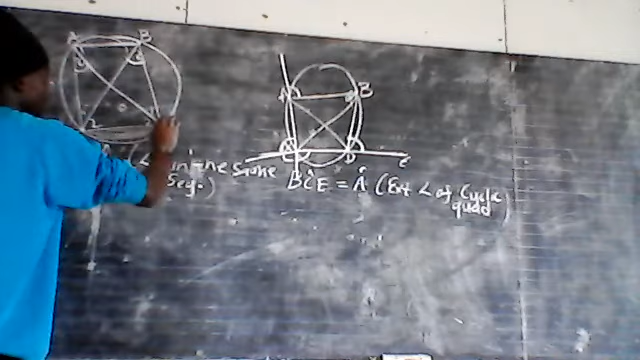 A B
A B
D E
(∠ in the same
seg.)
BĈE = Â (Ext ∠ of cyclic
quad)